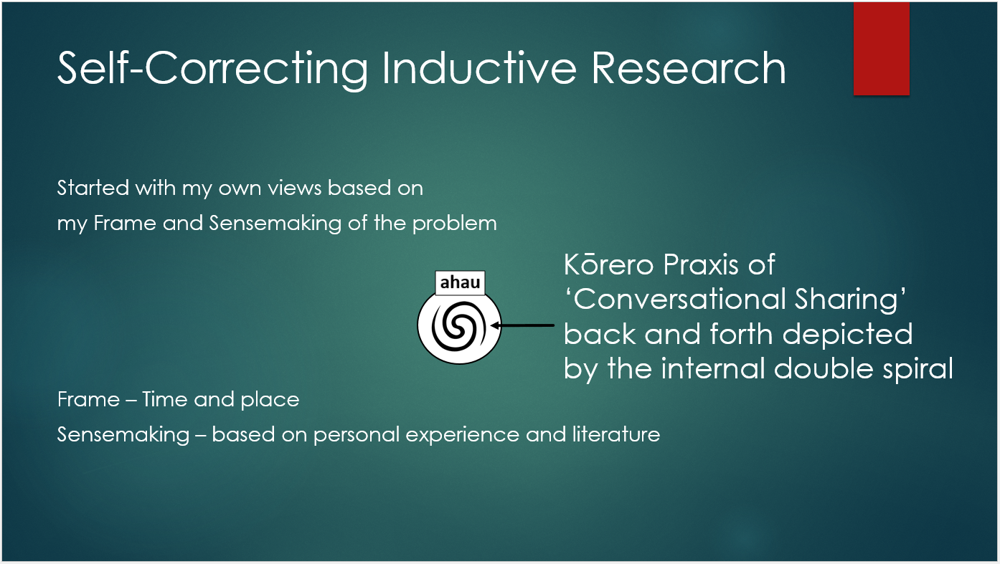 Self-Correcting Inductive Research
Started with my own views based on
my Frame and Sensemaking of the problem
ahau
Kōrero Praxis of
‘Conversational Sharing’
back and forth depicted
by the internal double spiral
Frame – Time and place
Sensemaking – based on personal experience and literature